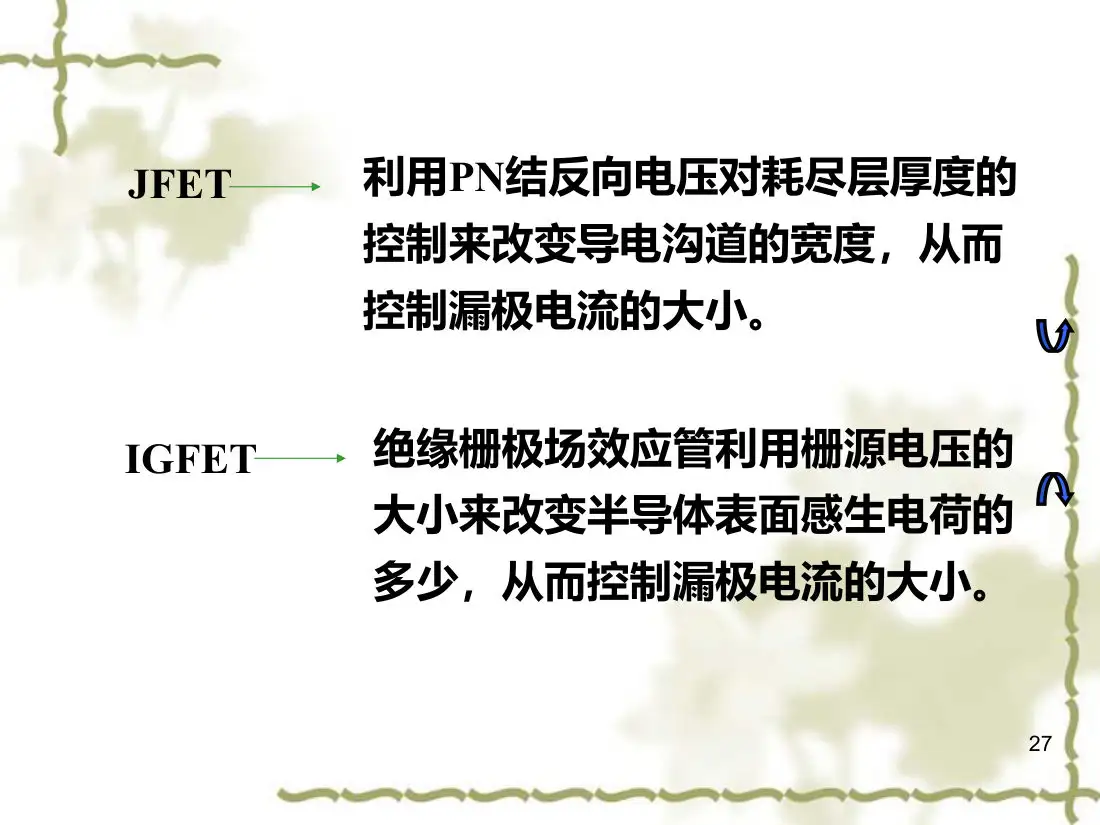 JFET
利用PN结反向电压对耗尽层厚度的
控制来改变导电沟道的宽度，从而
控制漏极电流的大小。
IGFET
绝缘栅极场效应管利用栅源电压的
大小来改变半导体表面感生电荷的
多少，从而控制漏极电流的大小。
27